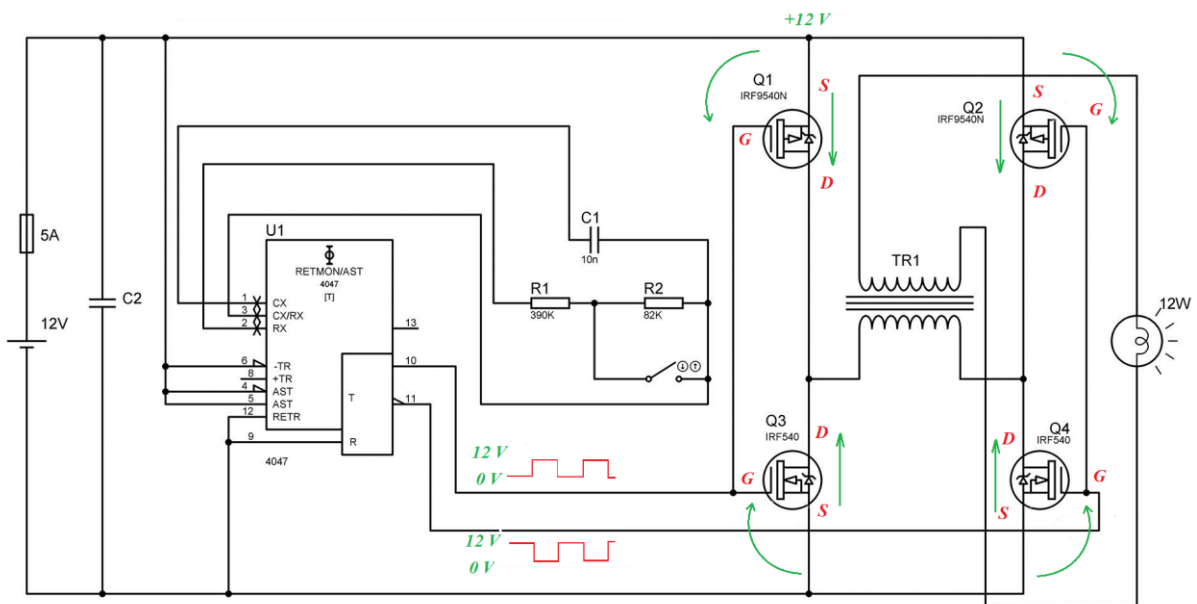 +12 V
Q1
IRF9540N
S
G
D
Q2
IRF9540N
S
G
D
5A
12V
C2
U1
RETMON/AST
4047
[T]
1 CX
3 CX/RX
2 RX
6 -TR
8 +TR
4 AST
5 AST
12 RETR
9 R
T
13
10
11
4047
C1
10n
R1
390K
R2
82K
TR1
12W
Q3
IRF540
D
G
S
Q4
IRF540
D
G
S
12 V
0 V
12 V
0 V